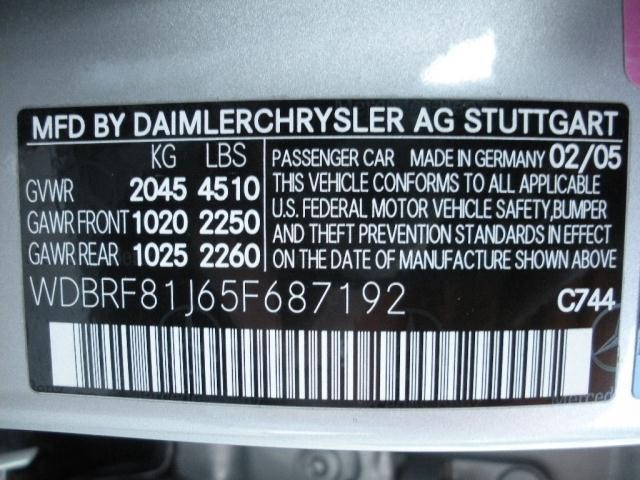 MFD BY DAIMLERCHRYSLER AG STUTTGART
KG LBS
GVWR 2045 4510
GAWR FRONT 1020 2250
GAWR REAR 1025 2260
PASSENGER CAR MADE IN GERMANY 02/05
THIS VEHICLE CONFORMS TO ALL APPLICABLE
U.S. FEDERAL MOTOR VEHICLE SAFETY,BUMPER
AND THEFT PREVENTION STANDARDS IN EFFECT
ON THE DATE OF MANUFACTURE SHOWN ABOVE
WDBRF81J65F687192
C744